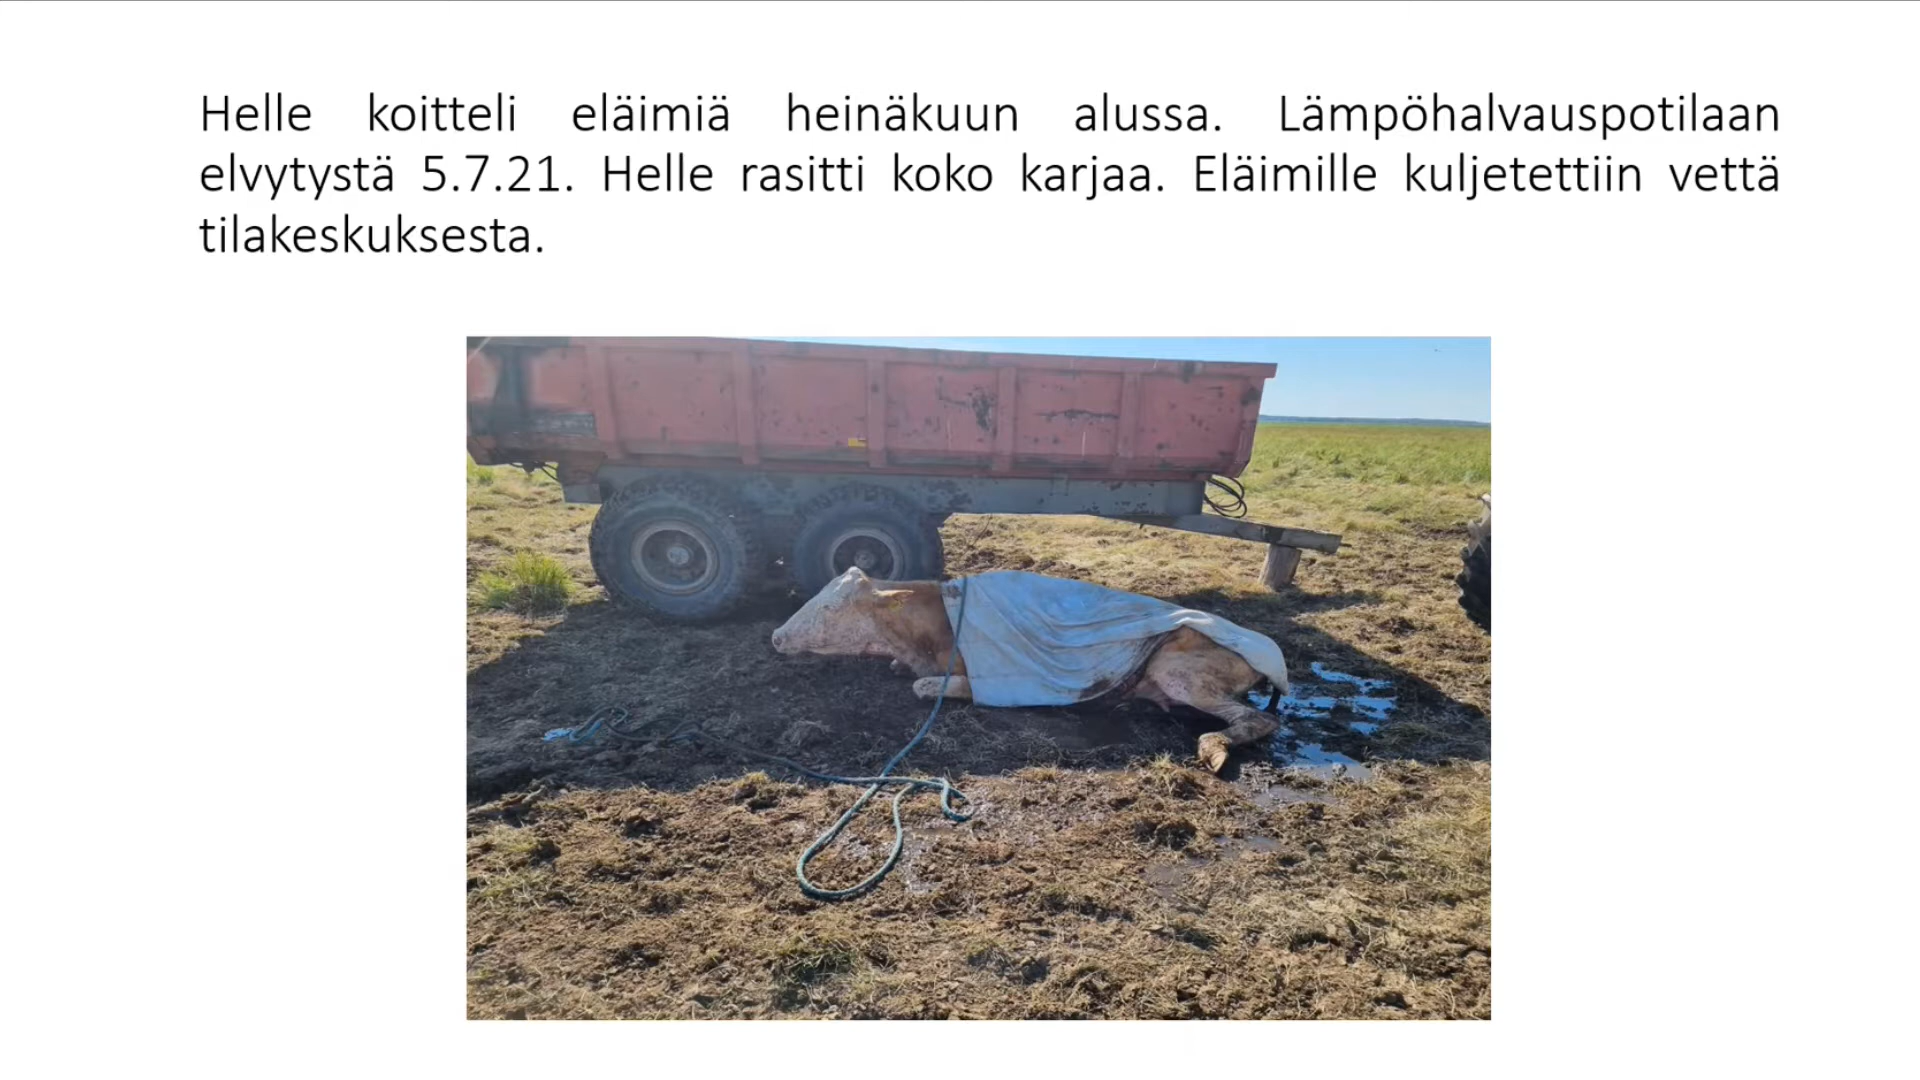 Helle koitteli eläimiä heinäkuun alussa. Lämpöhalvauspotilaan
elvytystä 5.7.21. Helle rasitti koko karjaa. Eläimille kuljetettiin vettä
tilakeskuksesta.